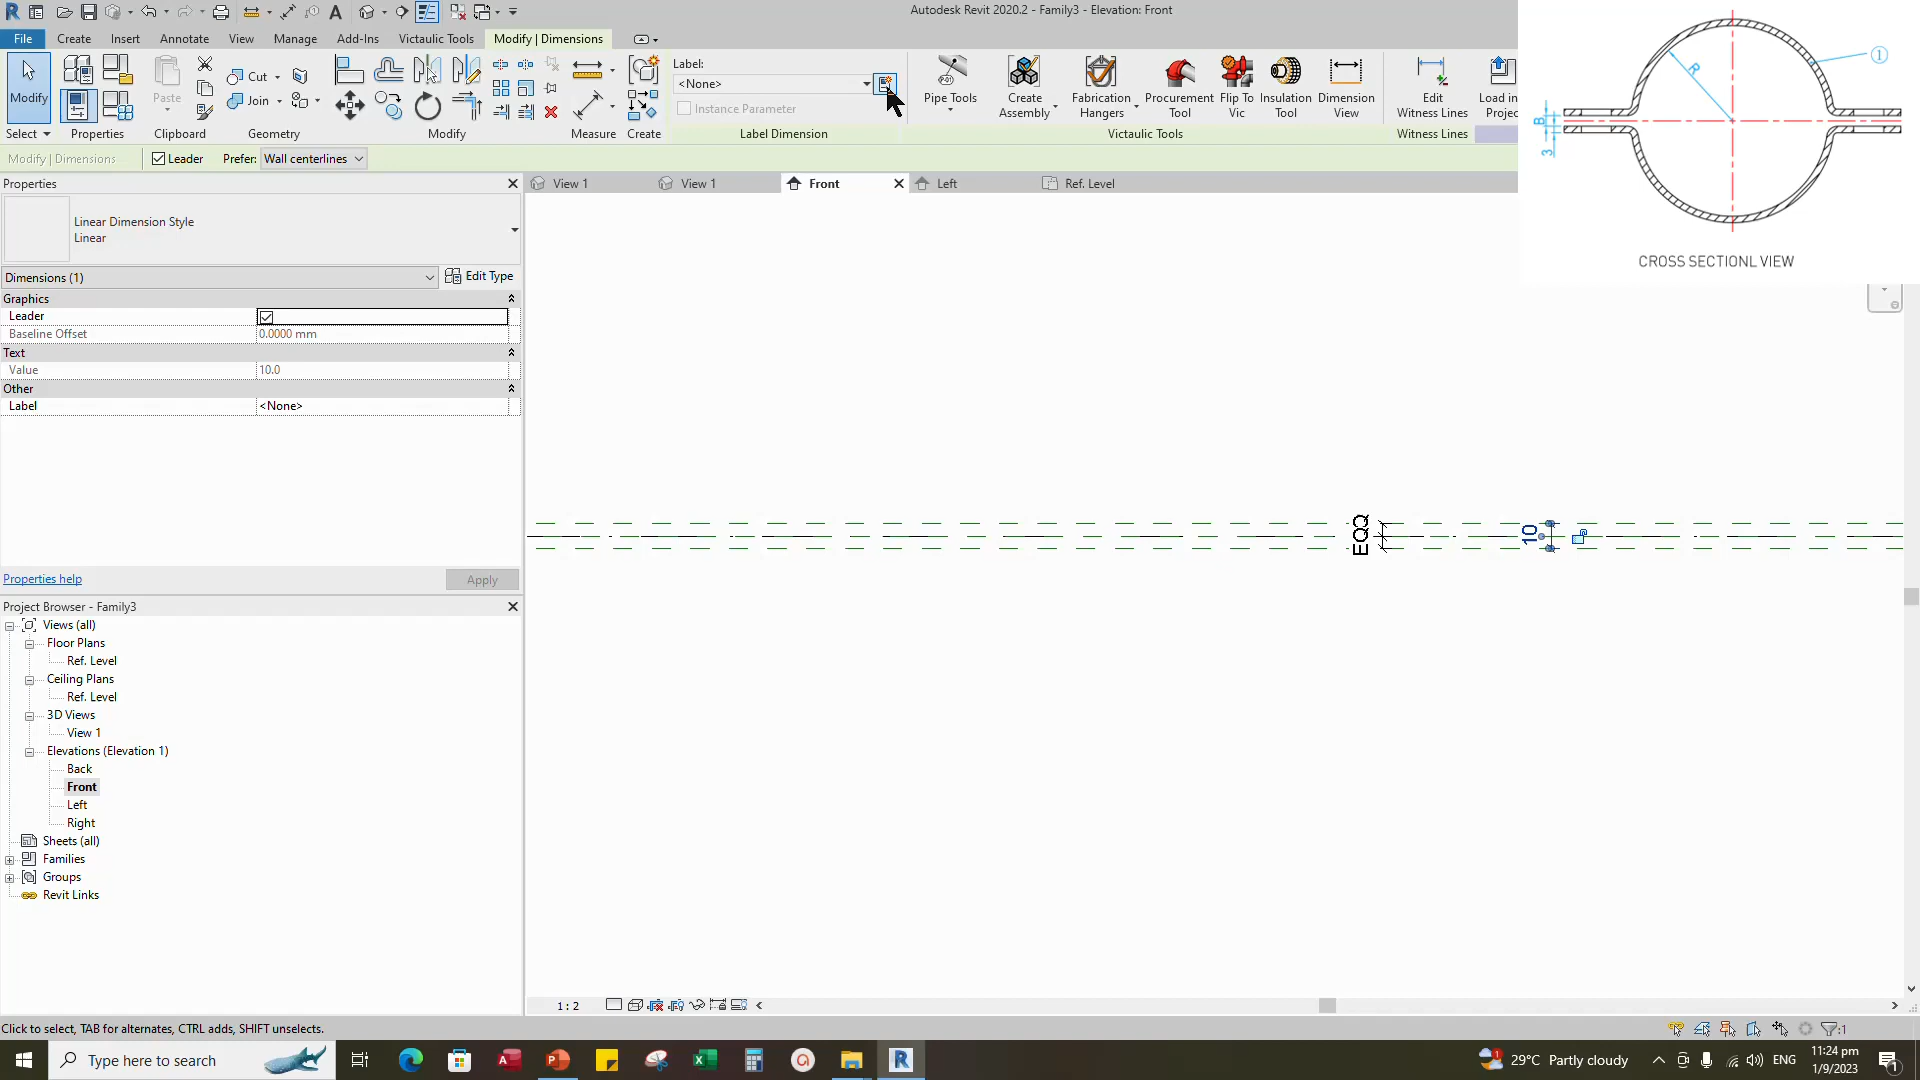 Autodesk Revit 2020.2 - Family3 - Elevation: Front
File
Create
Insert
Annotate
View
Manage
Add-Ins
Victaulic Tools
Modify | Dimensions
Modify
Paste
Cut
Join
Label:
<None>
Instance Parameter
Pipe Tools
Create
Assembly
Fabrication
Hangers
Procurement
Tool
Flip To
Vic
Insulation
Tool
Dimension
View
Edit
Witness Lines
Load in
Projec
Select
Properties
Clipboard
Geometry
Modify
Measure
Create
Label Dimension
Victaulic Tools
Witness Lines
Modify | Dimensions
Leader
Prefer:
Wall centerlines
Properties
View 1
View 1
Front
Left
Ref. Level
Linear Dimension Style
Linear
Dimensions (1)
Edit Type
Graphics
Leader
Baseline Offset
0.0000 mm
Text
Value
10.0
Other
Label
<None>
Properties help
Apply
R
1
B
3
CROSS SECTIONL VIEW
EQ
10
Project Browser - Family3
Views (all)
Floor Plans
Ref. Level
Ceiling Plans
Ref. Level
3D Views
View 1
Elevations (Elevation 1)
Back
Front
Left
Right
Sheets (all)
Families
Groups
Revit Links
1 : 2
Click to select, TAB for alternates, CTRL adds, SHIFT unselects.
:1
Type here to search
29°C Partly cloudy
ENG
11:24 pm
1/9/2023